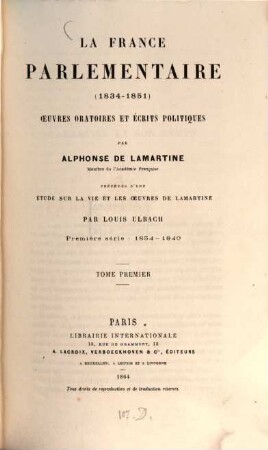 LA FRANCE
PARLEMENTAIRE
(1834-1851)
ŒUVRES ORATOIRES ET ÉCRITS POLITIQUES
PAR
ALPHONSE DE LAMARTINE
Membre de l'Académie française
PRÉCÉDÉE D'UNE
ÉTUDE SUR LA VIE ET LES ŒUVRES DE LAMARTINE
PAR LOUIS ULBACH
Première série : 1834-1840
TOME PREMIER
PARIS
LIBRAIRIE INTERNATIONALE
15, RUE DE GRAMMONT, 15
A. LACROIX, VERBOECKHOVEN & Cⁱᵉ, ÉDITEURS
A BRUXELLES, A LEIPZIG ET A LIVOURNE
1864
Tous droits de reproduction et de traduction réservés